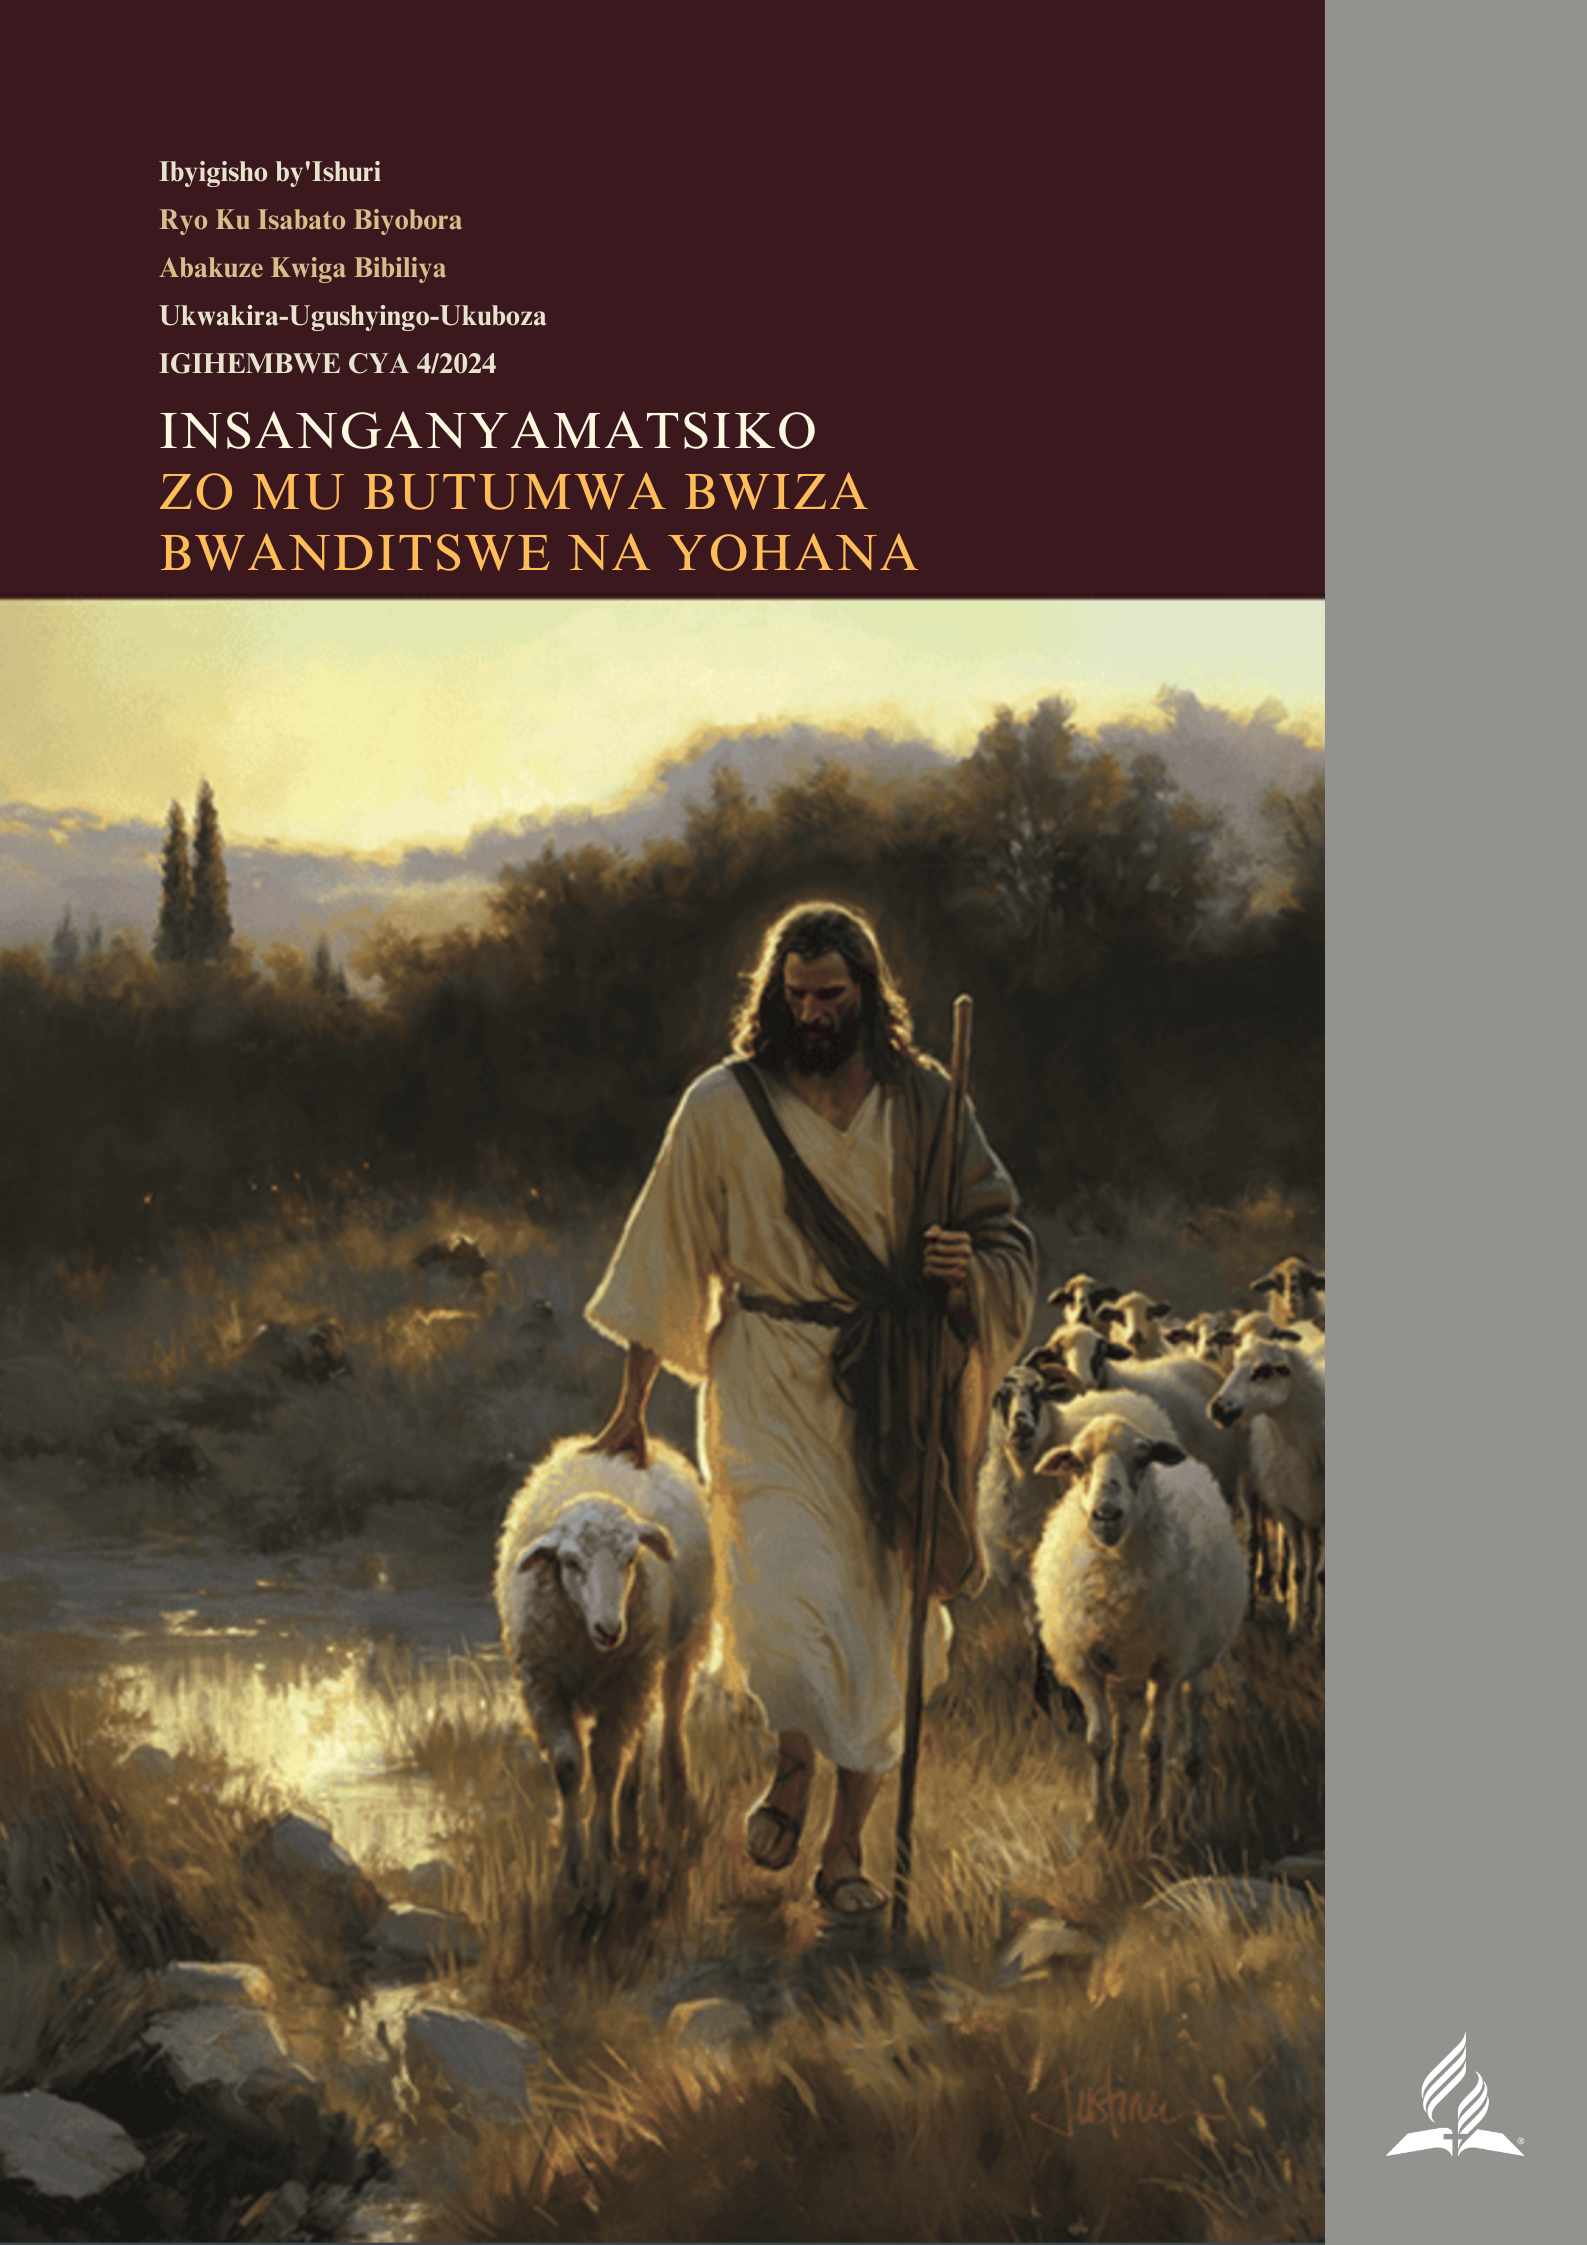 Ibyigisho by'Ishuri
Ryo Ku Isabato Biyobora
Abakuze Kwiga Bibiliya
Ukwakira-Ugushyingo-Ukuboza
IGIHEMBWE CYA 4/2024
INSANGANYAMATSIKO
ZO MU BUTUMWA BWIZA
BWANDITSWE NA YOHANA
®